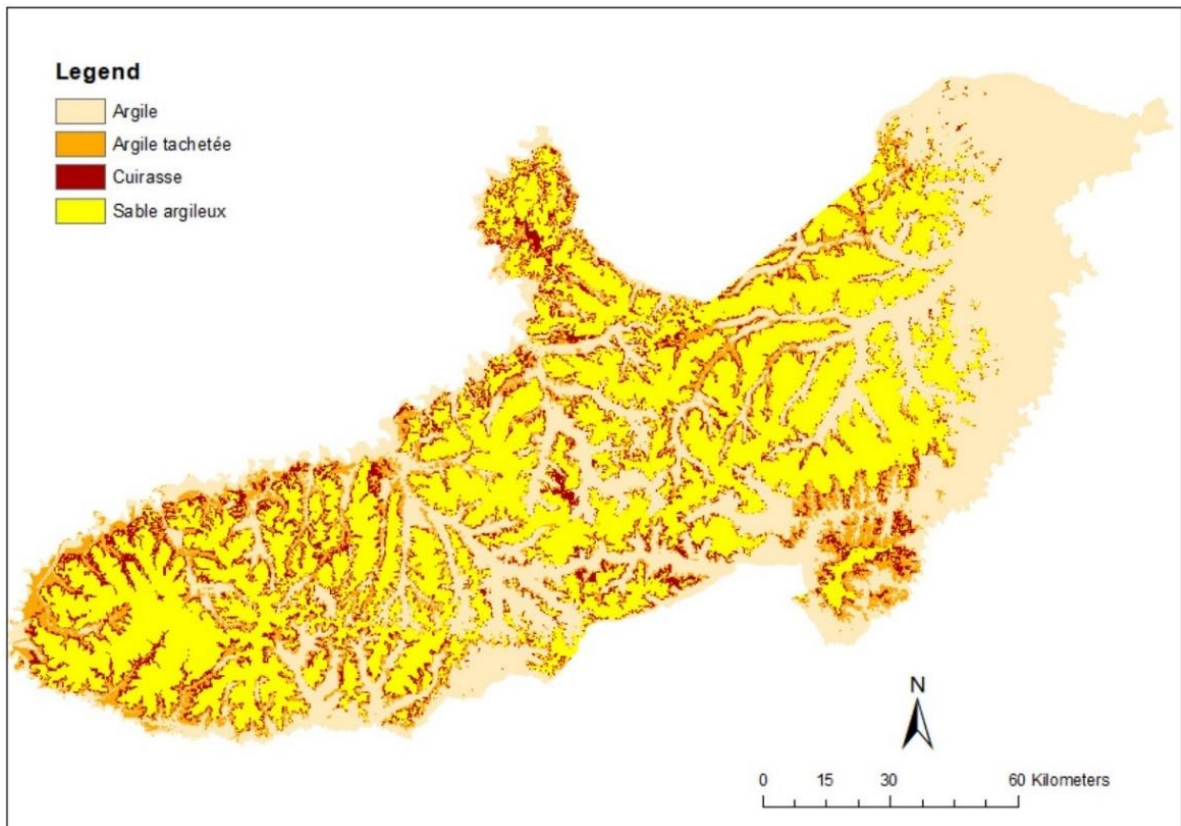 Legend
Argile
Argile tachetée
Cuirasse
Sable argileux
N
0 15 30 60 Kilometers